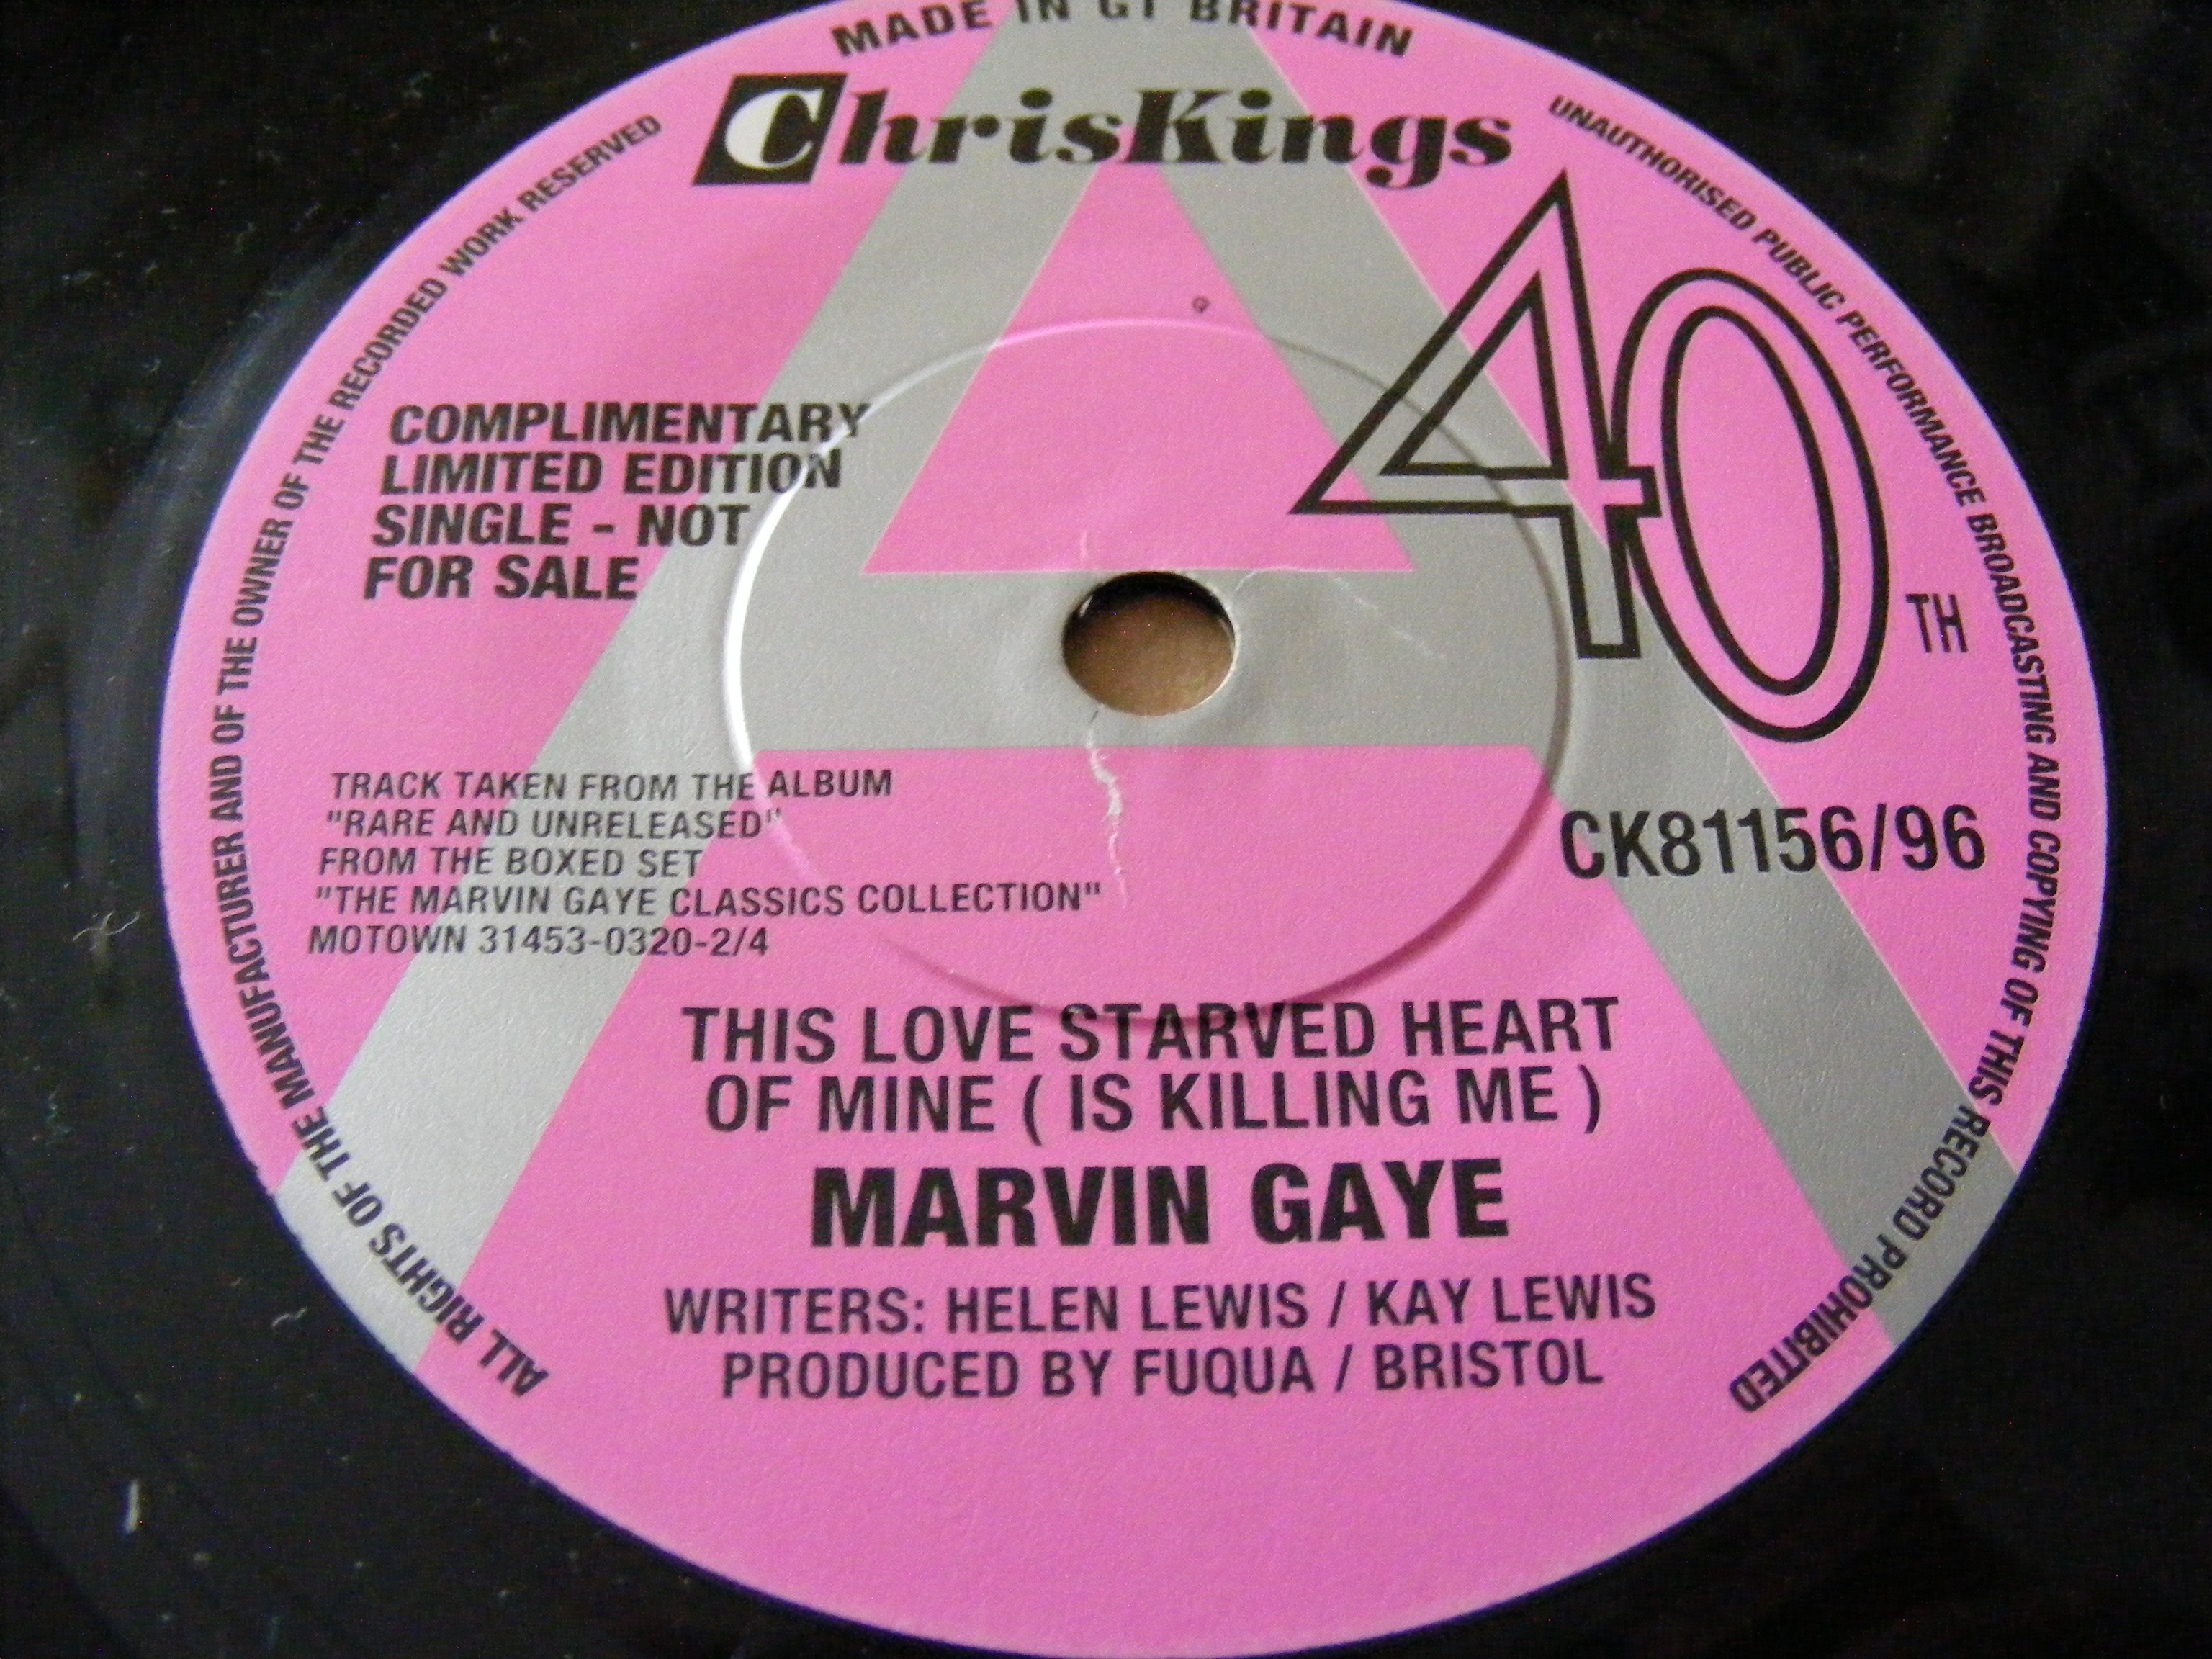 MADE IN GT BRITAIN
ChrisKings
40TH
COMPLIMENTARY
LIMITED EDITION
SINGLE - NOT
FOR SALE
TRACK TAKEN FROM THE ALBUM
"RARE AND UNRELEASED"
FROM THE BOXED SET
"THE MARVIN GAYE CLASSICS COLLECTION"
MOTOWN 31453-0320-2/4
CK81156/96
THIS LOVE STARVED HEART
OF MINE ( IS KILLING ME )
MARVIN GAYE
WRITERS: HELEN LEWIS / KAY LEWIS
PRODUCED BY FUQUA / BRISTOL
ALL RIGHTS OF THE MANUFACTURER AND OF THE OWNER OF THE RECORDED WORK RESERVED
UNAUTHORISED PUBLIC PERFORMANCE BROADCASTING AND COPYING OF THIS RECORD PROHIBITED